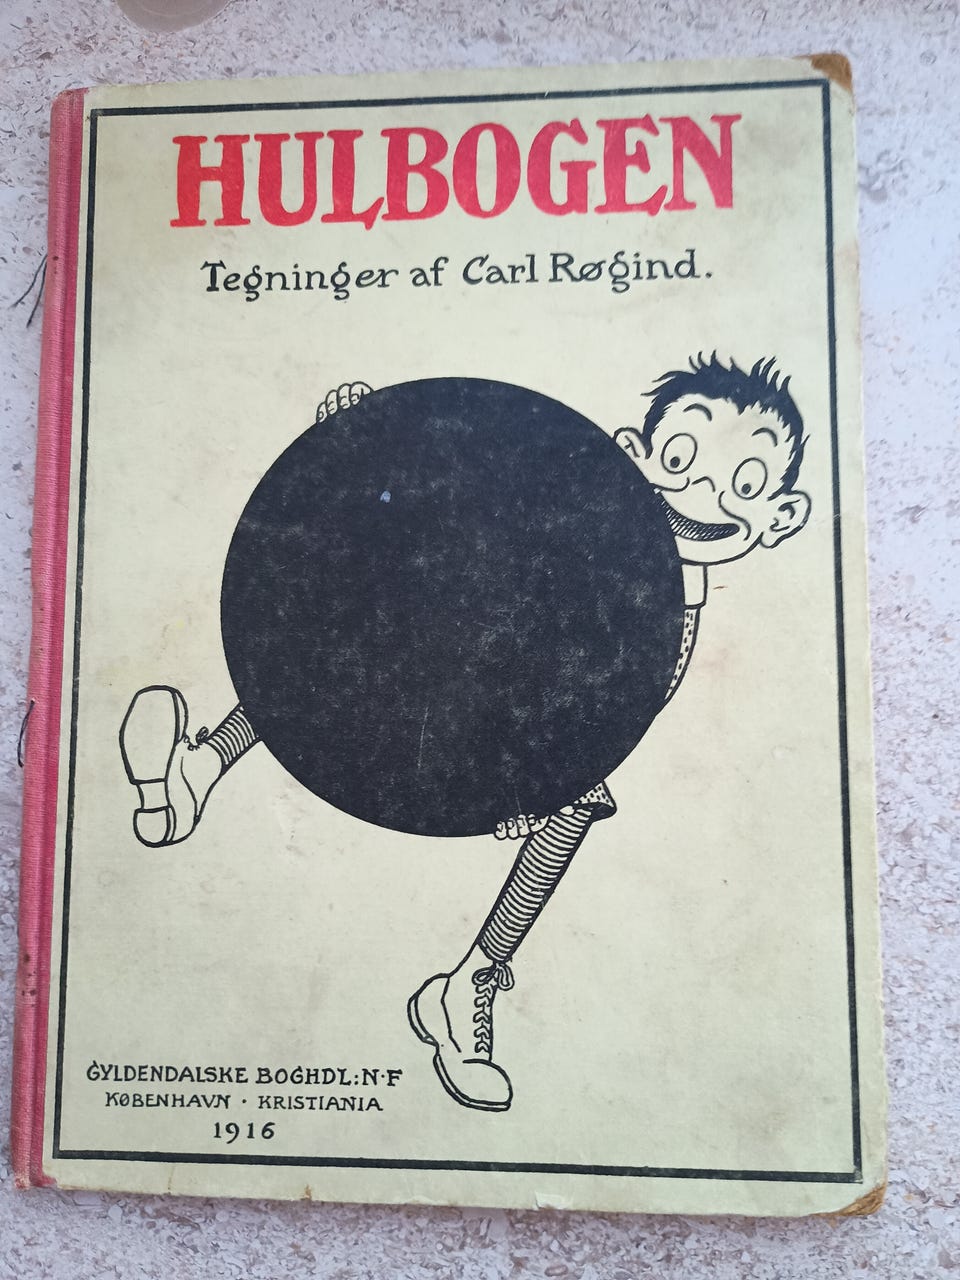 HULBOGEN
Tegninger af Carl Røgind.
GYLDENDALSKE BOGHDL:N·F
KØBENHAVN · KRISTIANIA
1916